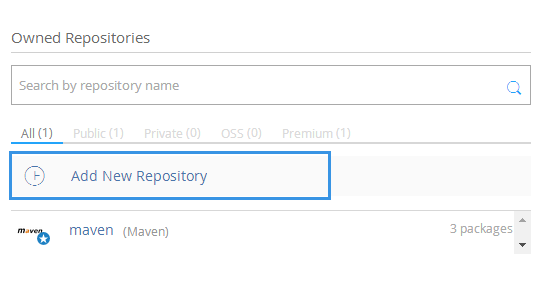 Owned Repositories
Search by repository name
All (1) Public (1) Private (0) OSS (0) Premium (1)
Add New Repository
maven maven (Maven) 3 packages